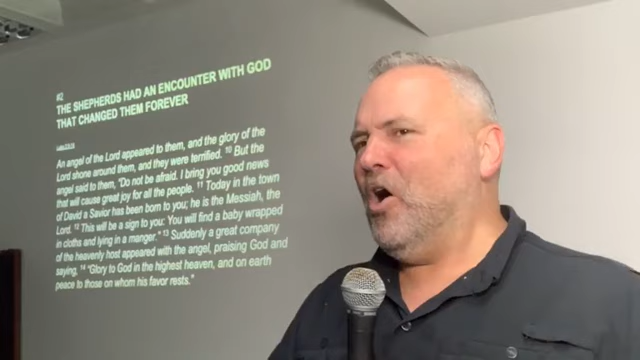 #2
THE SHEPHERDS HAD AN ENCOUNTER WITH GOD
THAT CHANGED THEM FOREVER
An angel of the Lord appeared to them, and the glory of the
Lord shone around them, and they were terrified. 10 But the
angel said to them, "Do not be afraid. I bring you good news
that will cause great joy for all the people. 11 Today in the town
of David a Savior has been born to you; he is the Messiah, the
Lord. 12 This will be a sign to you: You will find a baby wrapped
in cloths and lying in a manger." 13 Suddenly a great company
of the heavenly host appeared with the angel, praising God and
saying, 14 "Glory to God in the highest heaven, and on earth
peace to those on whom his favor rests."